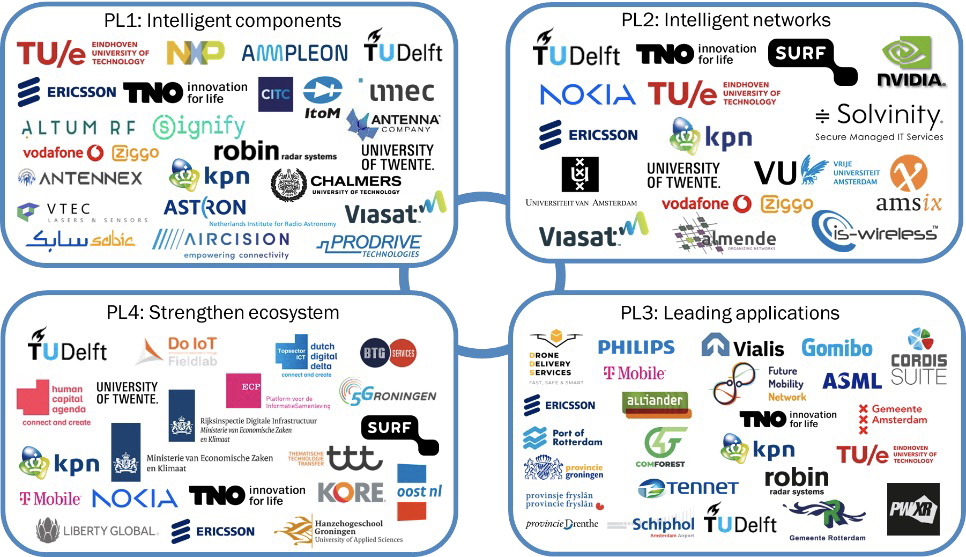 PL1: Intelligent components
TU/e EINDHOVEN
UNIVERSITY OF
TECHNOLOGY
NXP
AMPLEON
TUDelft
ERICSSON
TNO innovation
for life
CITC
ItoM
imec
ALTUM RF
Signify
ANTENNA
COMPANY
vodafone ziggo
robin radar systems
UNIVERSITY
OF TWENTE.
ANTENNEX
kpn
CHALMERS
UNIVERSITY OF TECHNOLOGY
VTEC
LASERS & SENSORS
ASTRON
Netherlands Institute for Radio Astronomy
Viasat
سابك sabic
AIRCISION
empowering connectivity
PRODRIVE
TECHNOLOGIES
PL2: Intelligent networks
TUDelft
TNO innovation
for life
SURF
NVIDIA.
NOKIA
TU/e EINDHOVEN
UNIVERSITY OF
TECHNOLOGY
Solvinity.
Secure Managed IT Services
ERICSSON
kpn
UNIVERSITEIT VAN AMSTERDAM
UNIVERSITY
OF TWENTE.
VU VRIJE
UNIVERSITEIT
AMSTERDAM
amsix
vodafone ziggo
Viasat
almende
ORGANISING NETWORKS
is-wireless™
PL4: Strengthen ecosystem
TUDelft
Do IoT
Fieldlab
Topsector
ICT
dutch
digital
delta
connect and create
BTG SERVICES
human
capital
agenda
connect and create
UNIVERSITY
OF TWENTE.
ECP
Platform voor de
InformatieSamenleving
5GRONINGEN
Rijksinspectie Digitale Infrastructuur
Ministerie van Economische Zaken
en Klimaat
SURF
kpn
Ministerie van Economische Zaken
en Klimaat
THEMATISCHE
TECHNOLOGIE
TRANSFER
ttt
T Mobile
NOKIA
TNO innovation
for life
KORE
oost nl
LIBERTY GLOBAL
ERICSSON
Hanzehogeschool
Groningen
University of Applied Sciences
PL3: Leading applications
DRONE
DELIVERY
SERVICES
FAST, SAFE & SMART
PHILIPS
Vialis
Gomibo
CORDIS
SUITE
T Mobile
Future
Mobility
Network
ASML
ERICSSON
alliander
TNO innovation
for life
Gemeente
Amsterdam
Port of
Rotterdam
COMFOREST
kpn
TU/e EINDHOVEN
UNIVERSITY OF
TECHNOLOGY
provincie
groningen
TENNET
robin
radar systems
provinsje fryslân
provincie fryslân
provincie Drenthe
Schiphol
Amsterdam Airport
TUDelft
Gemeente Rotterdam
PWXR